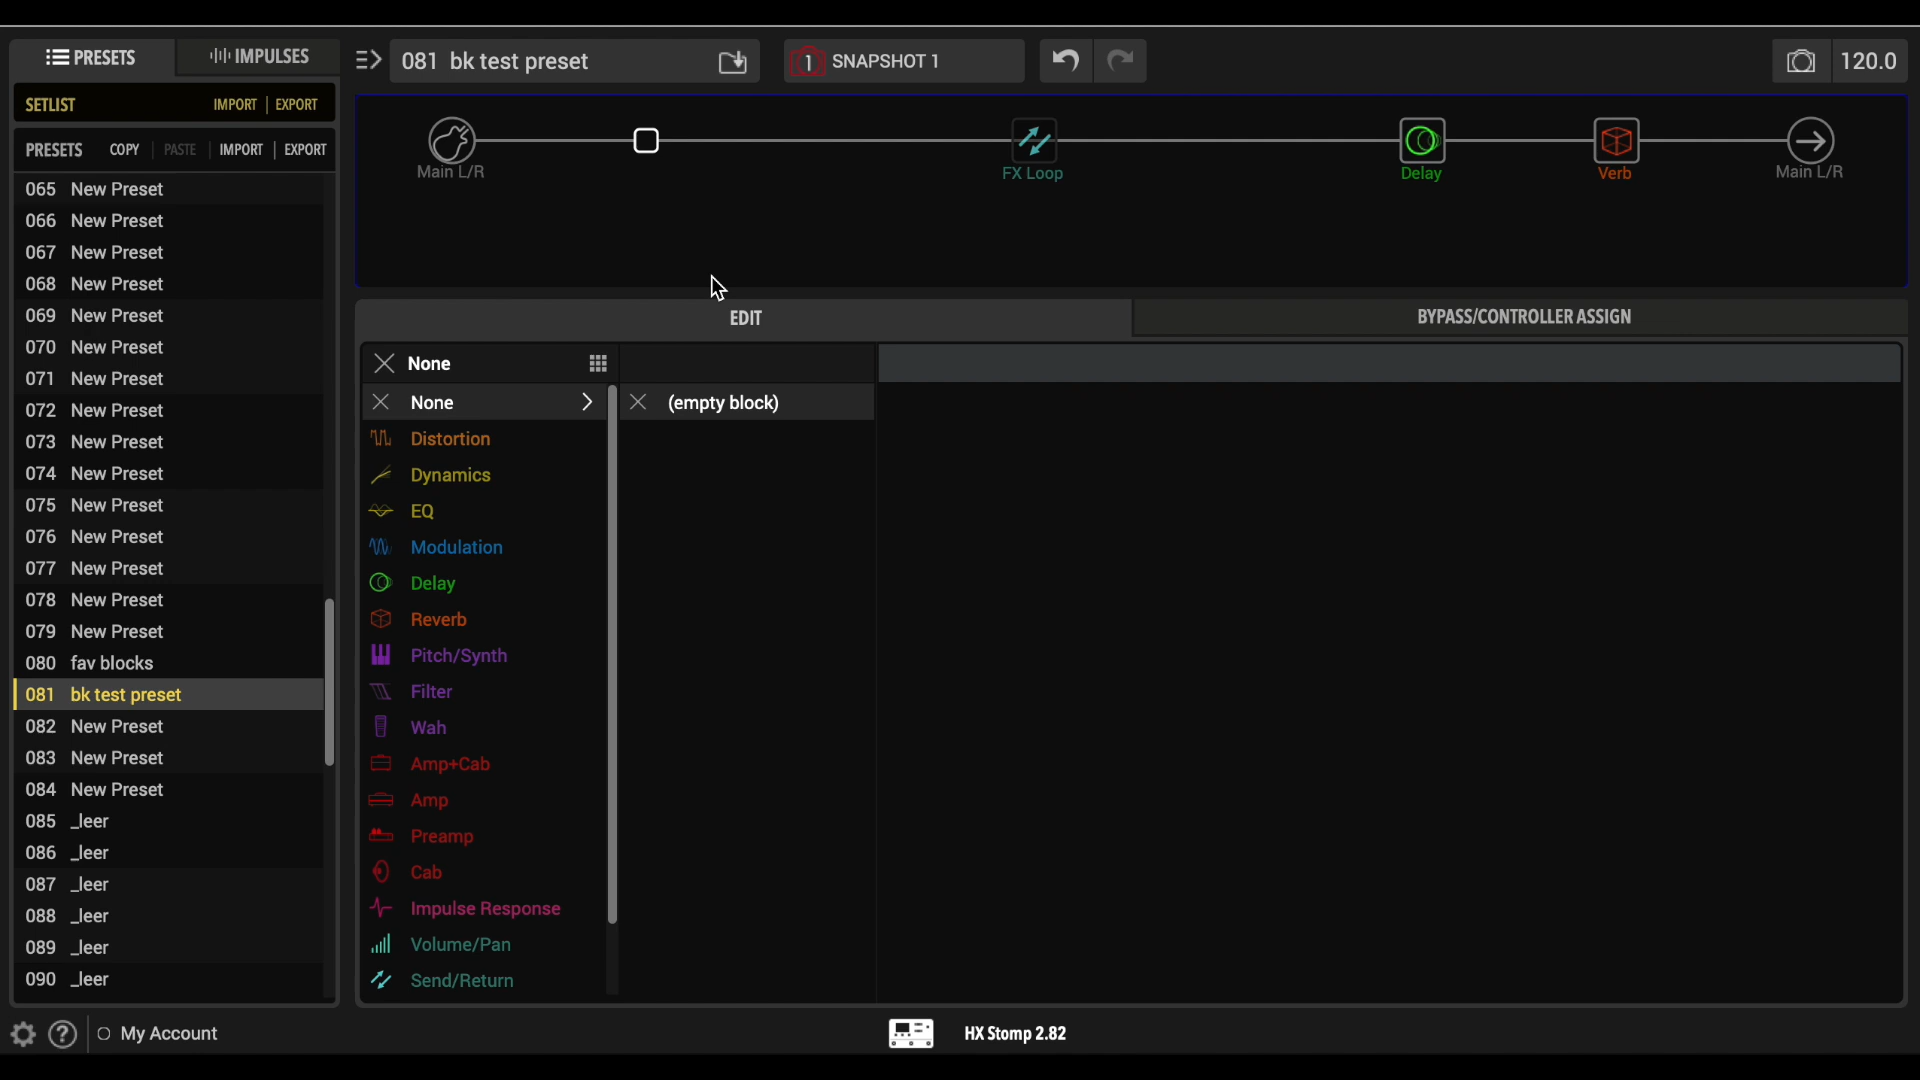 PRESETS
IMPULSES
SETLIST IMPORT EXPORT
PRESETS COPY PASTE IMPORT EXPORT
065 New Preset
066 New Preset
067 New Preset
068 New Preset
069 New Preset
070 New Preset
071 New Preset
072 New Preset
073 New Preset
074 New Preset
075 New Preset
076 New Preset
077 New Preset
078 New Preset
079 New Preset
080 fav blocks
081 bk test preset
082 New Preset
083 New Preset
084 New Preset
085 _leer
086 _leer
087 _leer
088 _leer
089 _leer
090 _leer
081 bk test preset
1 SNAPSHOT 1
120.0
Main L/R
FX Loop
Delay
Verb
Main L/R
EDIT
BYPASS/CONTROLLER ASSIGN
None
None
Distortion
Dynamics
EQ
Modulation
Delay
Reverb
Pitch/Synth
Filter
Wah
Amp+Cab
Amp
Preamp
Cab
Impulse Response
Volume/Pan
Send/Return
(empty block)
? My Account
HX Stomp 2.82